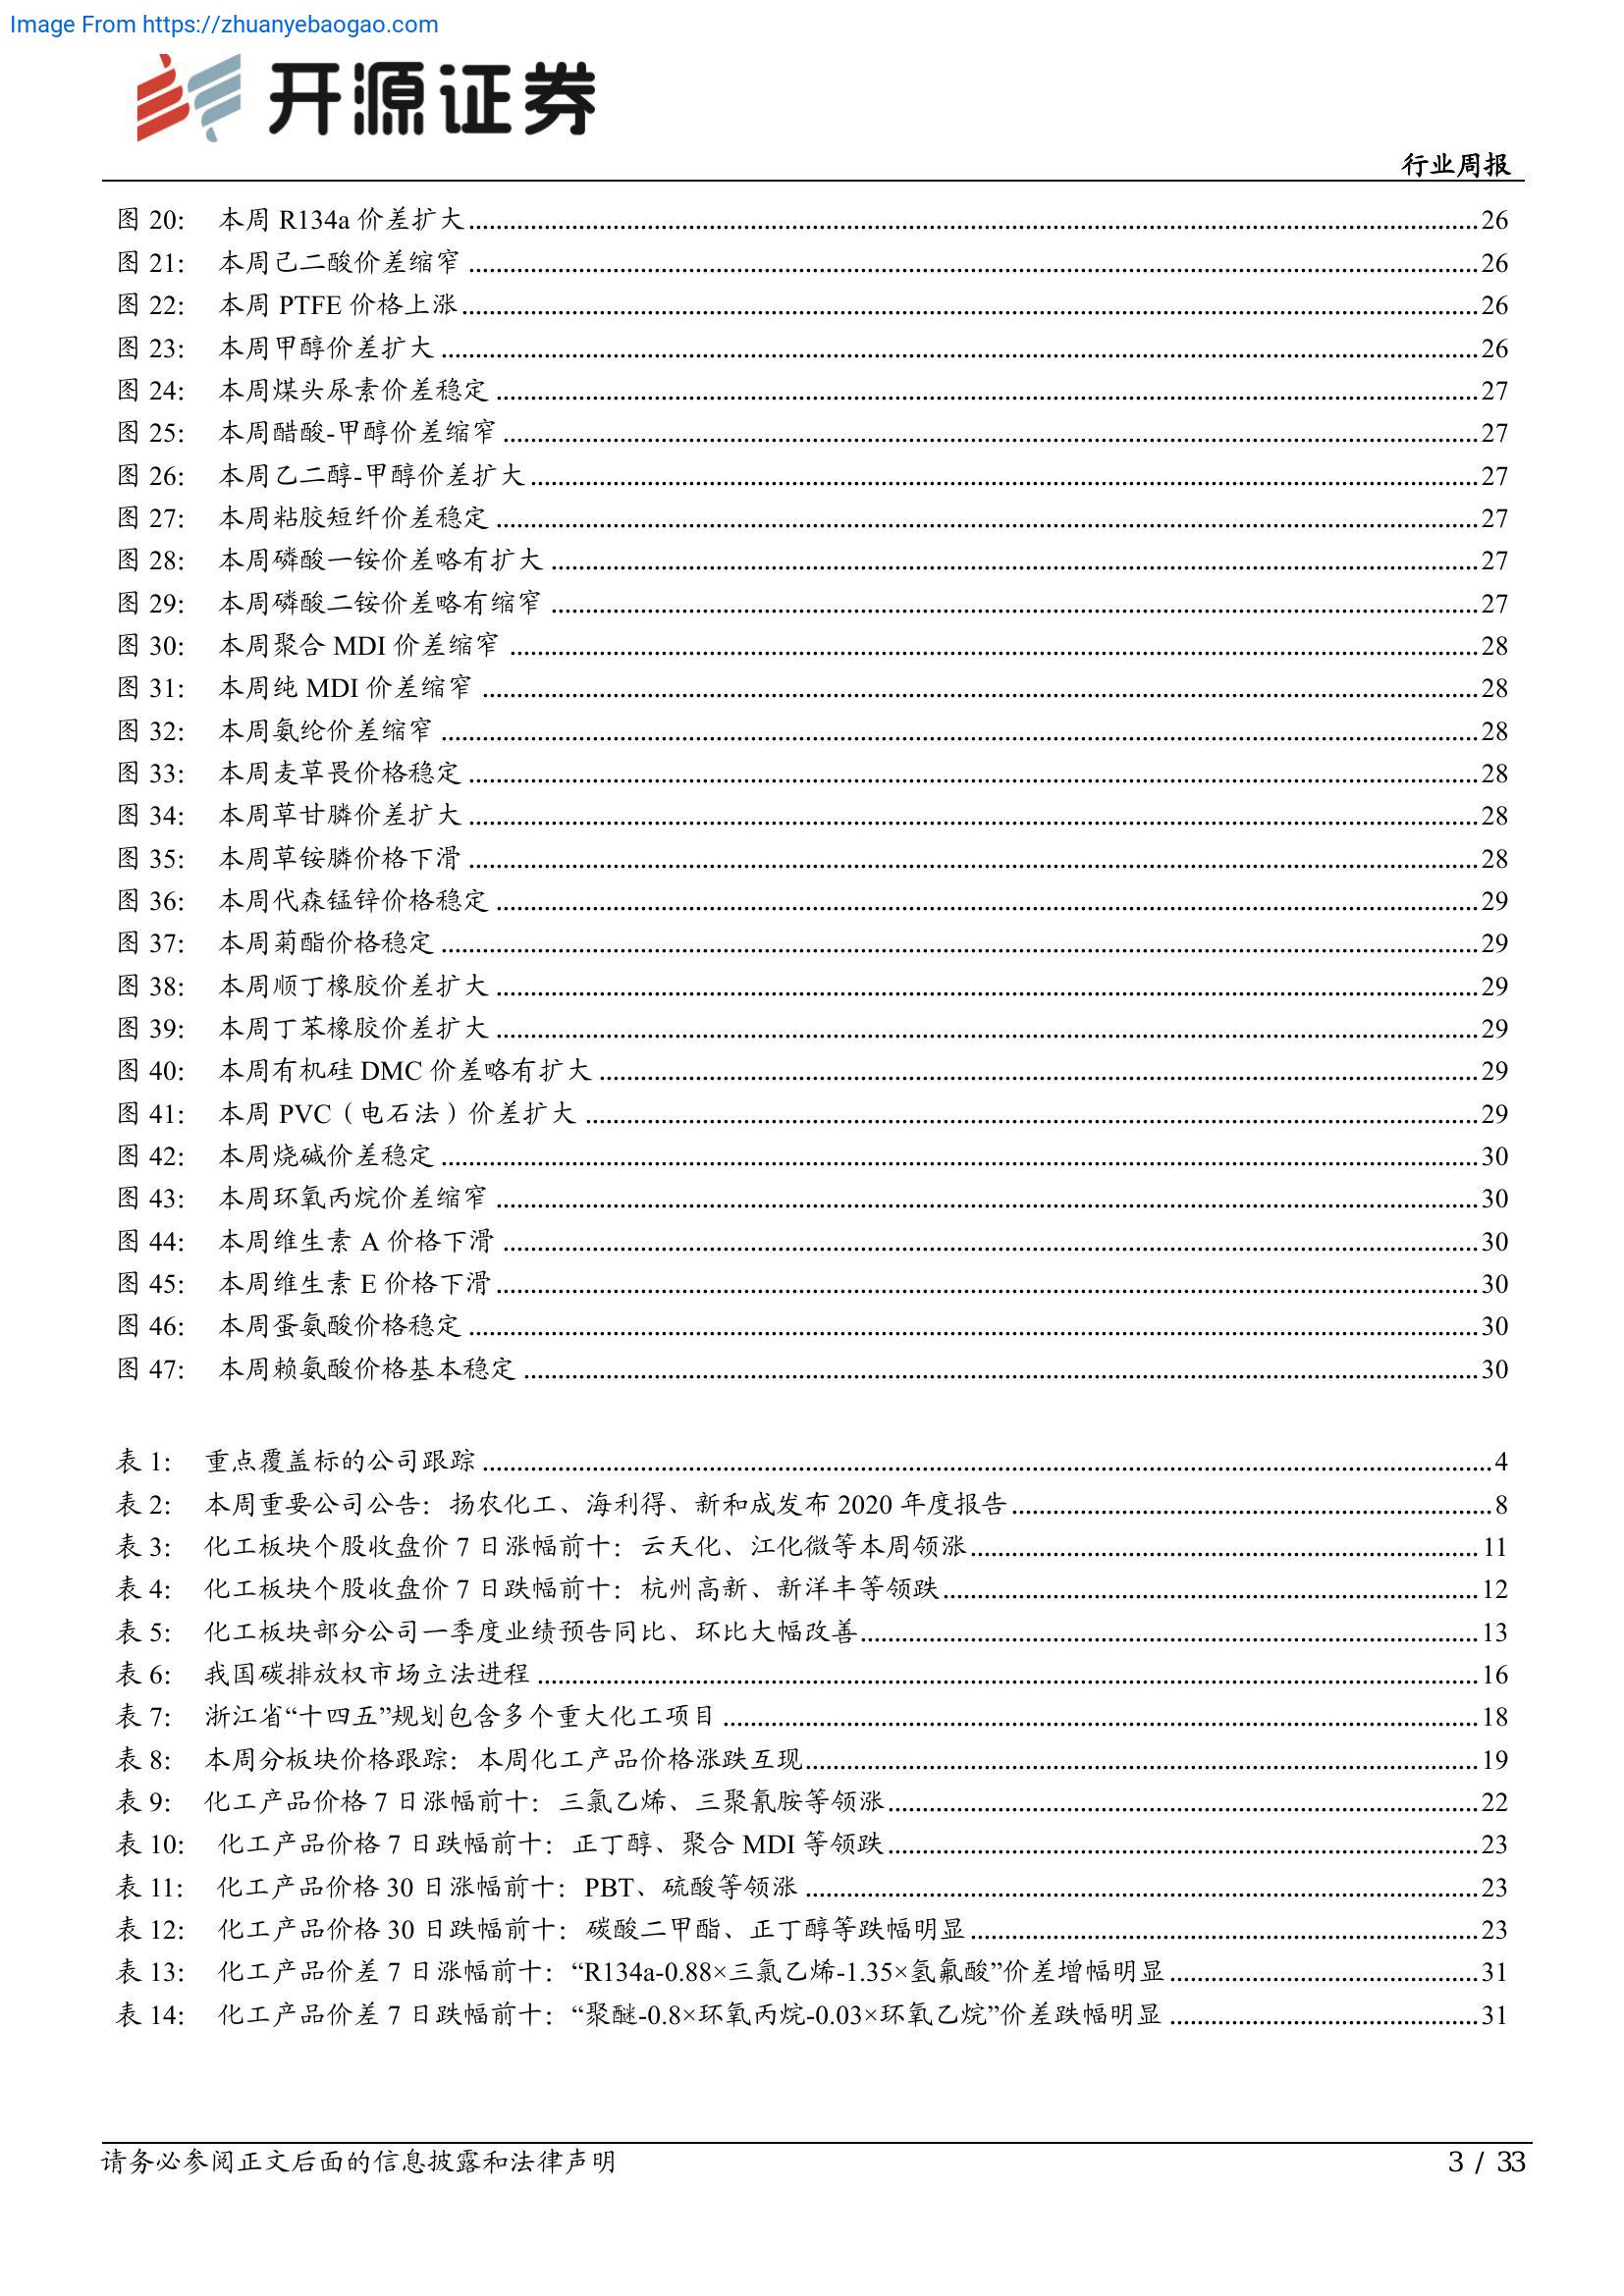 Image From https://zhuanyebaogao.com
开源证券
行业周报
图 20: 本周 R134a 价差扩大 ........ 26
图 21: 本周己二酸价差缩窄 ........ 26
图 22: 本周 PTFE 价格上涨 ........ 26
图 23: 本周甲醇价差扩大 ........ 26
图 24: 本周煤头尿素价差稳定 ........ 27
图 25: 本周醋酸-甲醇价差缩窄 ........ 27
图 26: 本周乙二醇-甲醇价差扩大 ........ 27
图 27: 本周粘胶短纤价差稳定 ........ 27
图 28: 本周磷酸一铵价差略有扩大 ........ 27
图 29: 本周磷酸二铵价差略有缩窄 ........ 27
图 30: 本周聚合 MDI 价差缩窄 ........ 28
图 31: 本周纯 MDI 价差缩窄 ........ 28
图 32: 本周氨纶价差缩窄 ........ 28
图 33: 本周麦草畏价格稳定 ........ 28
图 34: 本周草甘膦价差扩大 ........ 28
图 35: 本周草铵膦价格下滑 ........ 28
图 36: 本周代森锰锌价格稳定 ........ 29
图 37: 本周菊酯价格稳定 ........ 29
图 38: 本周顺丁橡胶价差扩大 ........ 29
图 39: 本周丁苯橡胶价差扩大 ........ 29
图 40: 本周有机硅 DMC 价差略有扩大 ........ 29
图 41: 本周 PVC（电石法）价差扩大 ........ 29
图 42: 本周烧碱价差稳定 ........ 30
图 43: 本周环氧丙烷价差缩窄 ........ 30
图 44: 本周维生素 A 价格下滑 ........ 30
图 45: 本周维生素 E 价格下滑 ........ 30
图 46: 本周蛋氨酸价格稳定 ........ 30
图 47: 本周赖氨酸价格基本稳定 ........ 30
表 1: 重点覆盖标的公司跟踪 ........ 4
表 2: 本周重要公司公告：扬农化工、海利得、新和成发布 2020 年度报告 ........ 8
表 3: 化工板块个股收盘价 7 日涨幅前十：云天化、江化微等本周领涨 ........ 11
表 4: 化工板块个股收盘价 7 日跌幅前十：杭州高新、新洋丰等领跌 ........ 12
表 5: 化工板块部分公司一季度业绩预告同比、环比大幅改善 ........ 13
表 6: 我国碳排放权市场立法进程 ........ 16
表 7: 浙江省“十四五”规划包含多个重大化工项目 ........ 18
表 8: 本周分板块价格跟踪：本周化工产品价格涨跌互现 ........ 19
表 9: 化工产品价格 7 日涨幅前十：三氯乙烯、三聚氰胺等领涨 ........ 22
表 10: 化工产品价格 7 日跌幅前十：正丁醇、聚合 MDI 等领跌 ........ 23
表 11: 化工产品价格 30 日涨幅前十：PBT、硫酸等领涨 ........ 23
表 12: 化工产品价格 30 日跌幅前十：碳酸二甲酯、正丁醇等跌幅明显 ........ 23
表 13: 化工产品价差 7 日涨幅前十：“R134a-0.88×三氯乙烯-1.35×氢氟酸”价差增幅明显 ........ 31
表 14: 化工产品价差 7 日跌幅前十：“聚醚-0.8×环氧丙烷-0.03×环氧乙烷”价差跌幅明显 ........ 31
请务必参阅正文后面的信息披露和法律声明
3 / 33